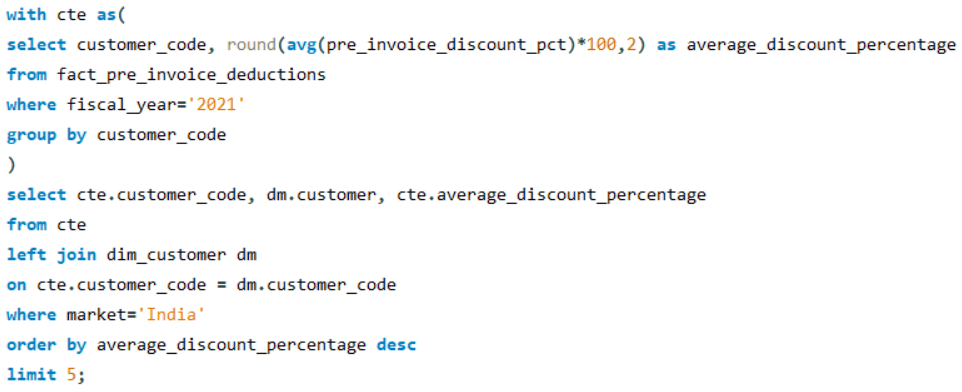 with cte as(
select customer_code, round(avg(pre_invoice_discount_pct)*100,2) as average_discount_percentage
from fact_pre_invoice_deductions
where fiscal_year='2021'
group by customer_code
)
select cte.customer_code, dm.customer, cte.average_discount_percentage
from cte
left join dim_customer dm
on cte.customer_code = dm.customer_code
where market='India'
order by average_discount_percentage desc
limit 5;